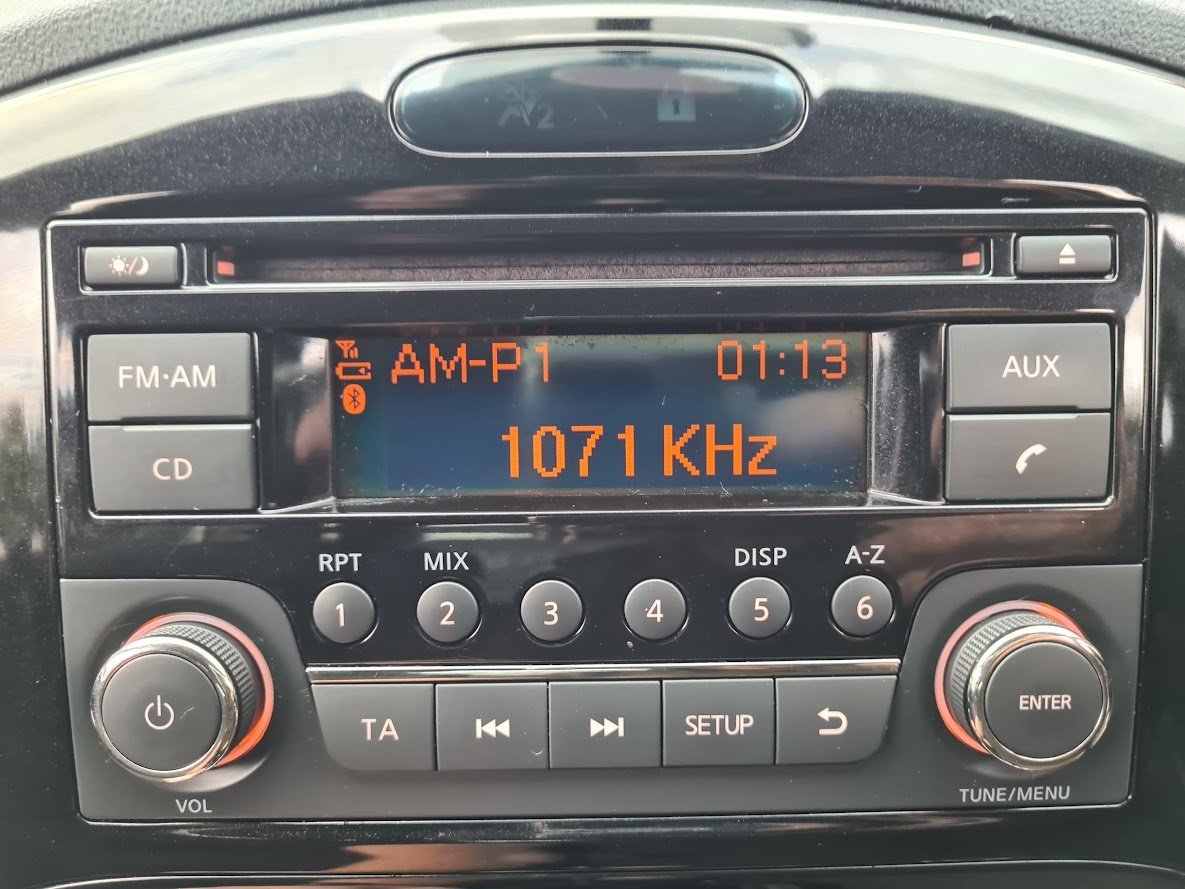 2
FM·AM
AM-P1
01:13
AUX
1071 KHz
CD
RPT
MIX
DISP
A-Z
1
2
3
4
5
6
TA
SETUP
ENTER
VOL
TUNE/MENU